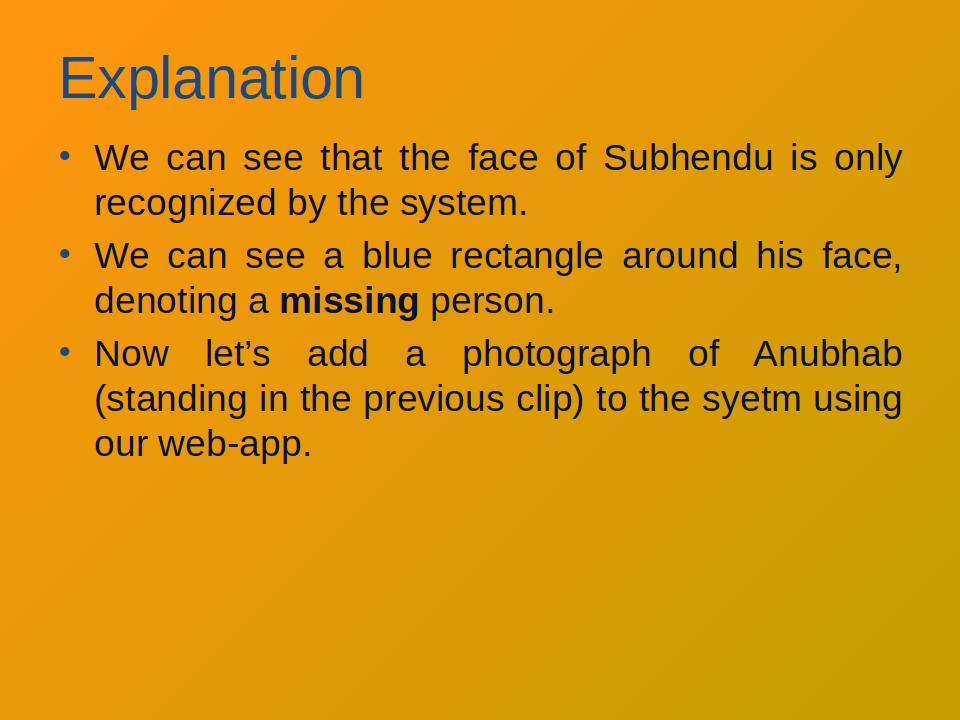 Explanation
• We can see that the face of Subhendu is only
recognized by the system.
• We can see a blue rectangle around his face,
denoting a missing person.
• Now let’s add a photograph of Anubhab
(standing in the previous clip) to the syetm using
our web-app.